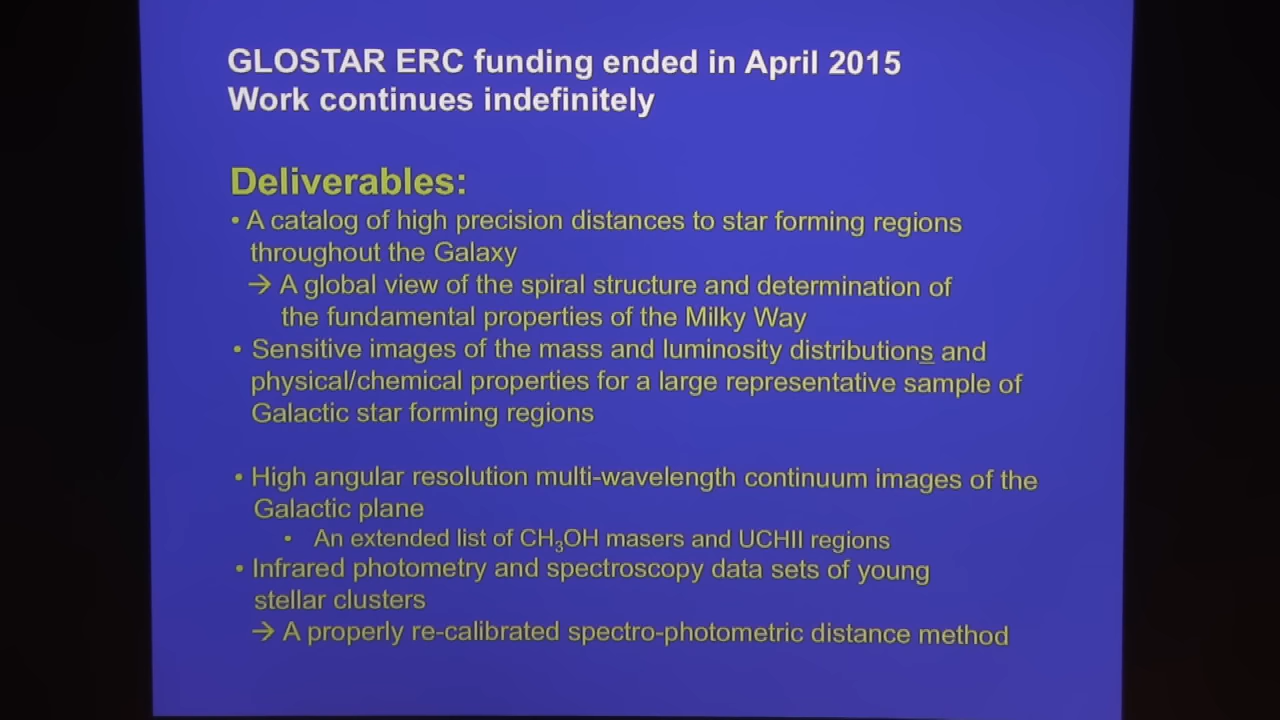 GLOSTAR ERC funding ended in April 2015
Work continues indefinitely
Deliverables:
• A catalog of high precision distances to star forming regions
throughout the Galaxy
→ A global view of the spiral structure and determination of
the fundamental properties of the Milky Way
• Sensitive images of the mass and luminosity distributions and
physical/chemical properties for a large representative sample of
Galactic star forming regions
• High angular resolution multi-wavelength continuum images of the
Galactic plane
• An extended list of CH₃OH masers and UCHII regions
• Infrared photometry and spectroscopy data sets of young
stellar clusters
→ A properly re-calibrated spectro-photometric distance method